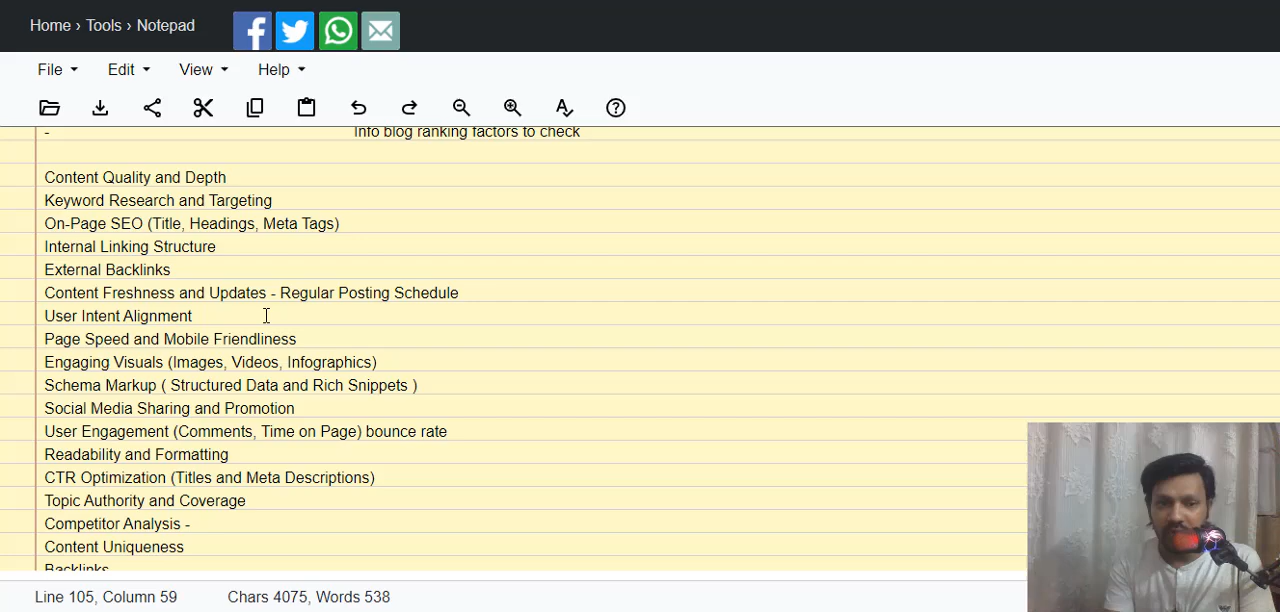 Home › Tools › Notepad
File Edit View Help
- Info blog ranking factors to check
Content Quality and Depth
Keyword Research and Targeting
On-Page SEO (Title, Headings, Meta Tags)
Internal Linking Structure
External Backlinks
Content Freshness and Updates - Regular Posting Schedule
User Intent Alignment
Page Speed and Mobile Friendliness
Engaging Visuals (Images, Videos, Infographics)
Schema Markup ( Structured Data and Rich Snippets )
Social Media Sharing and Promotion
User Engagement (Comments, Time on Page) bounce rate
Readability and Formatting
CTR Optimization (Titles and Meta Descriptions)
Topic Authority and Coverage
Competitor Analysis -
Content Uniqueness
Backlinks
Line 105, Column 59 Chars 4075, Words 538